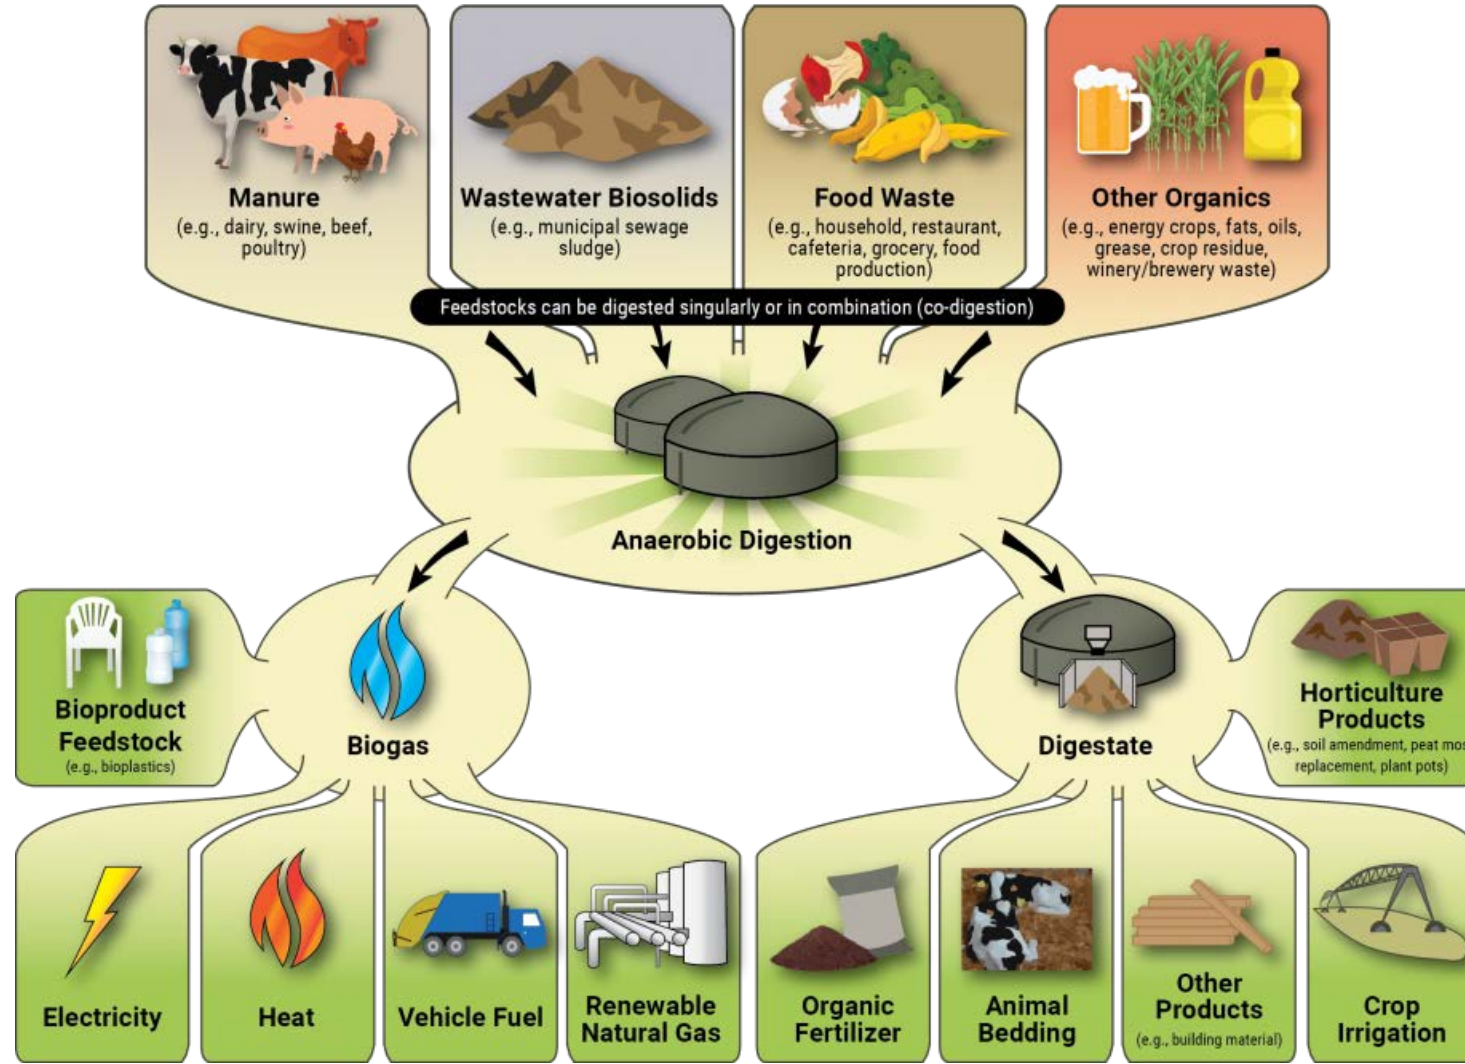 Manure
(e.g., dairy, swine, beef,
poultry)
Wastewater Biosolids
(e.g., municipal sewage
sludge)
Food Waste
(e.g., household, restaurant,
cafeteria, grocery, food
production)
Other Organics
(e.g., energy crops, fats, oils,
grease, crop residue,
winery/brewery waste)
Feedstocks can be digested singularly or in combination (co-digestion)
Anaerobic Digestion
Bioproduct
Feedstock
(e.g., bioplastics)
Biogas
Digestate
Horticulture
Products
(e.g., soil amendment, peat mos
replacement, plant pots)
Electricity
Heat
Vehicle Fuel
Renewable
Natural Gas
Organic
Fertilizer
Animal
Bedding
Other
Products
(e.g., building material)
Crop
Irrigation